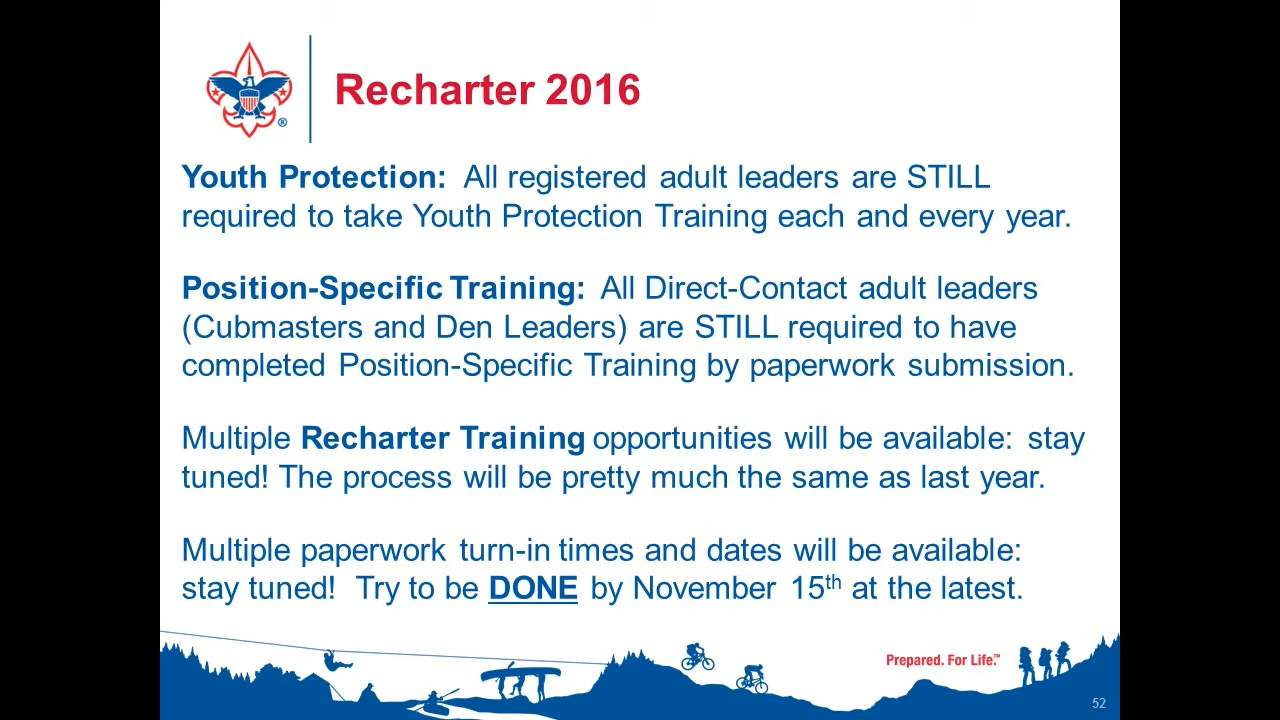 Recharter 2016
®
Youth Protection: All registered adult leaders are STILL
required to take Youth Protection Training each and every year.
Position-Specific Training: All Direct-Contact adult leaders
(Cubmasters and Den Leaders) are STILL required to have
completed Position-Specific Training by paperwork submission.
Multiple Recharter Training opportunities will be available: stay
tuned! The process will be pretty much the same as last year.
Multiple paperwork turn-in times and dates will be available:
stay tuned! Try to be DONE by November 15th at the latest.
Prepared. For Life.™
52